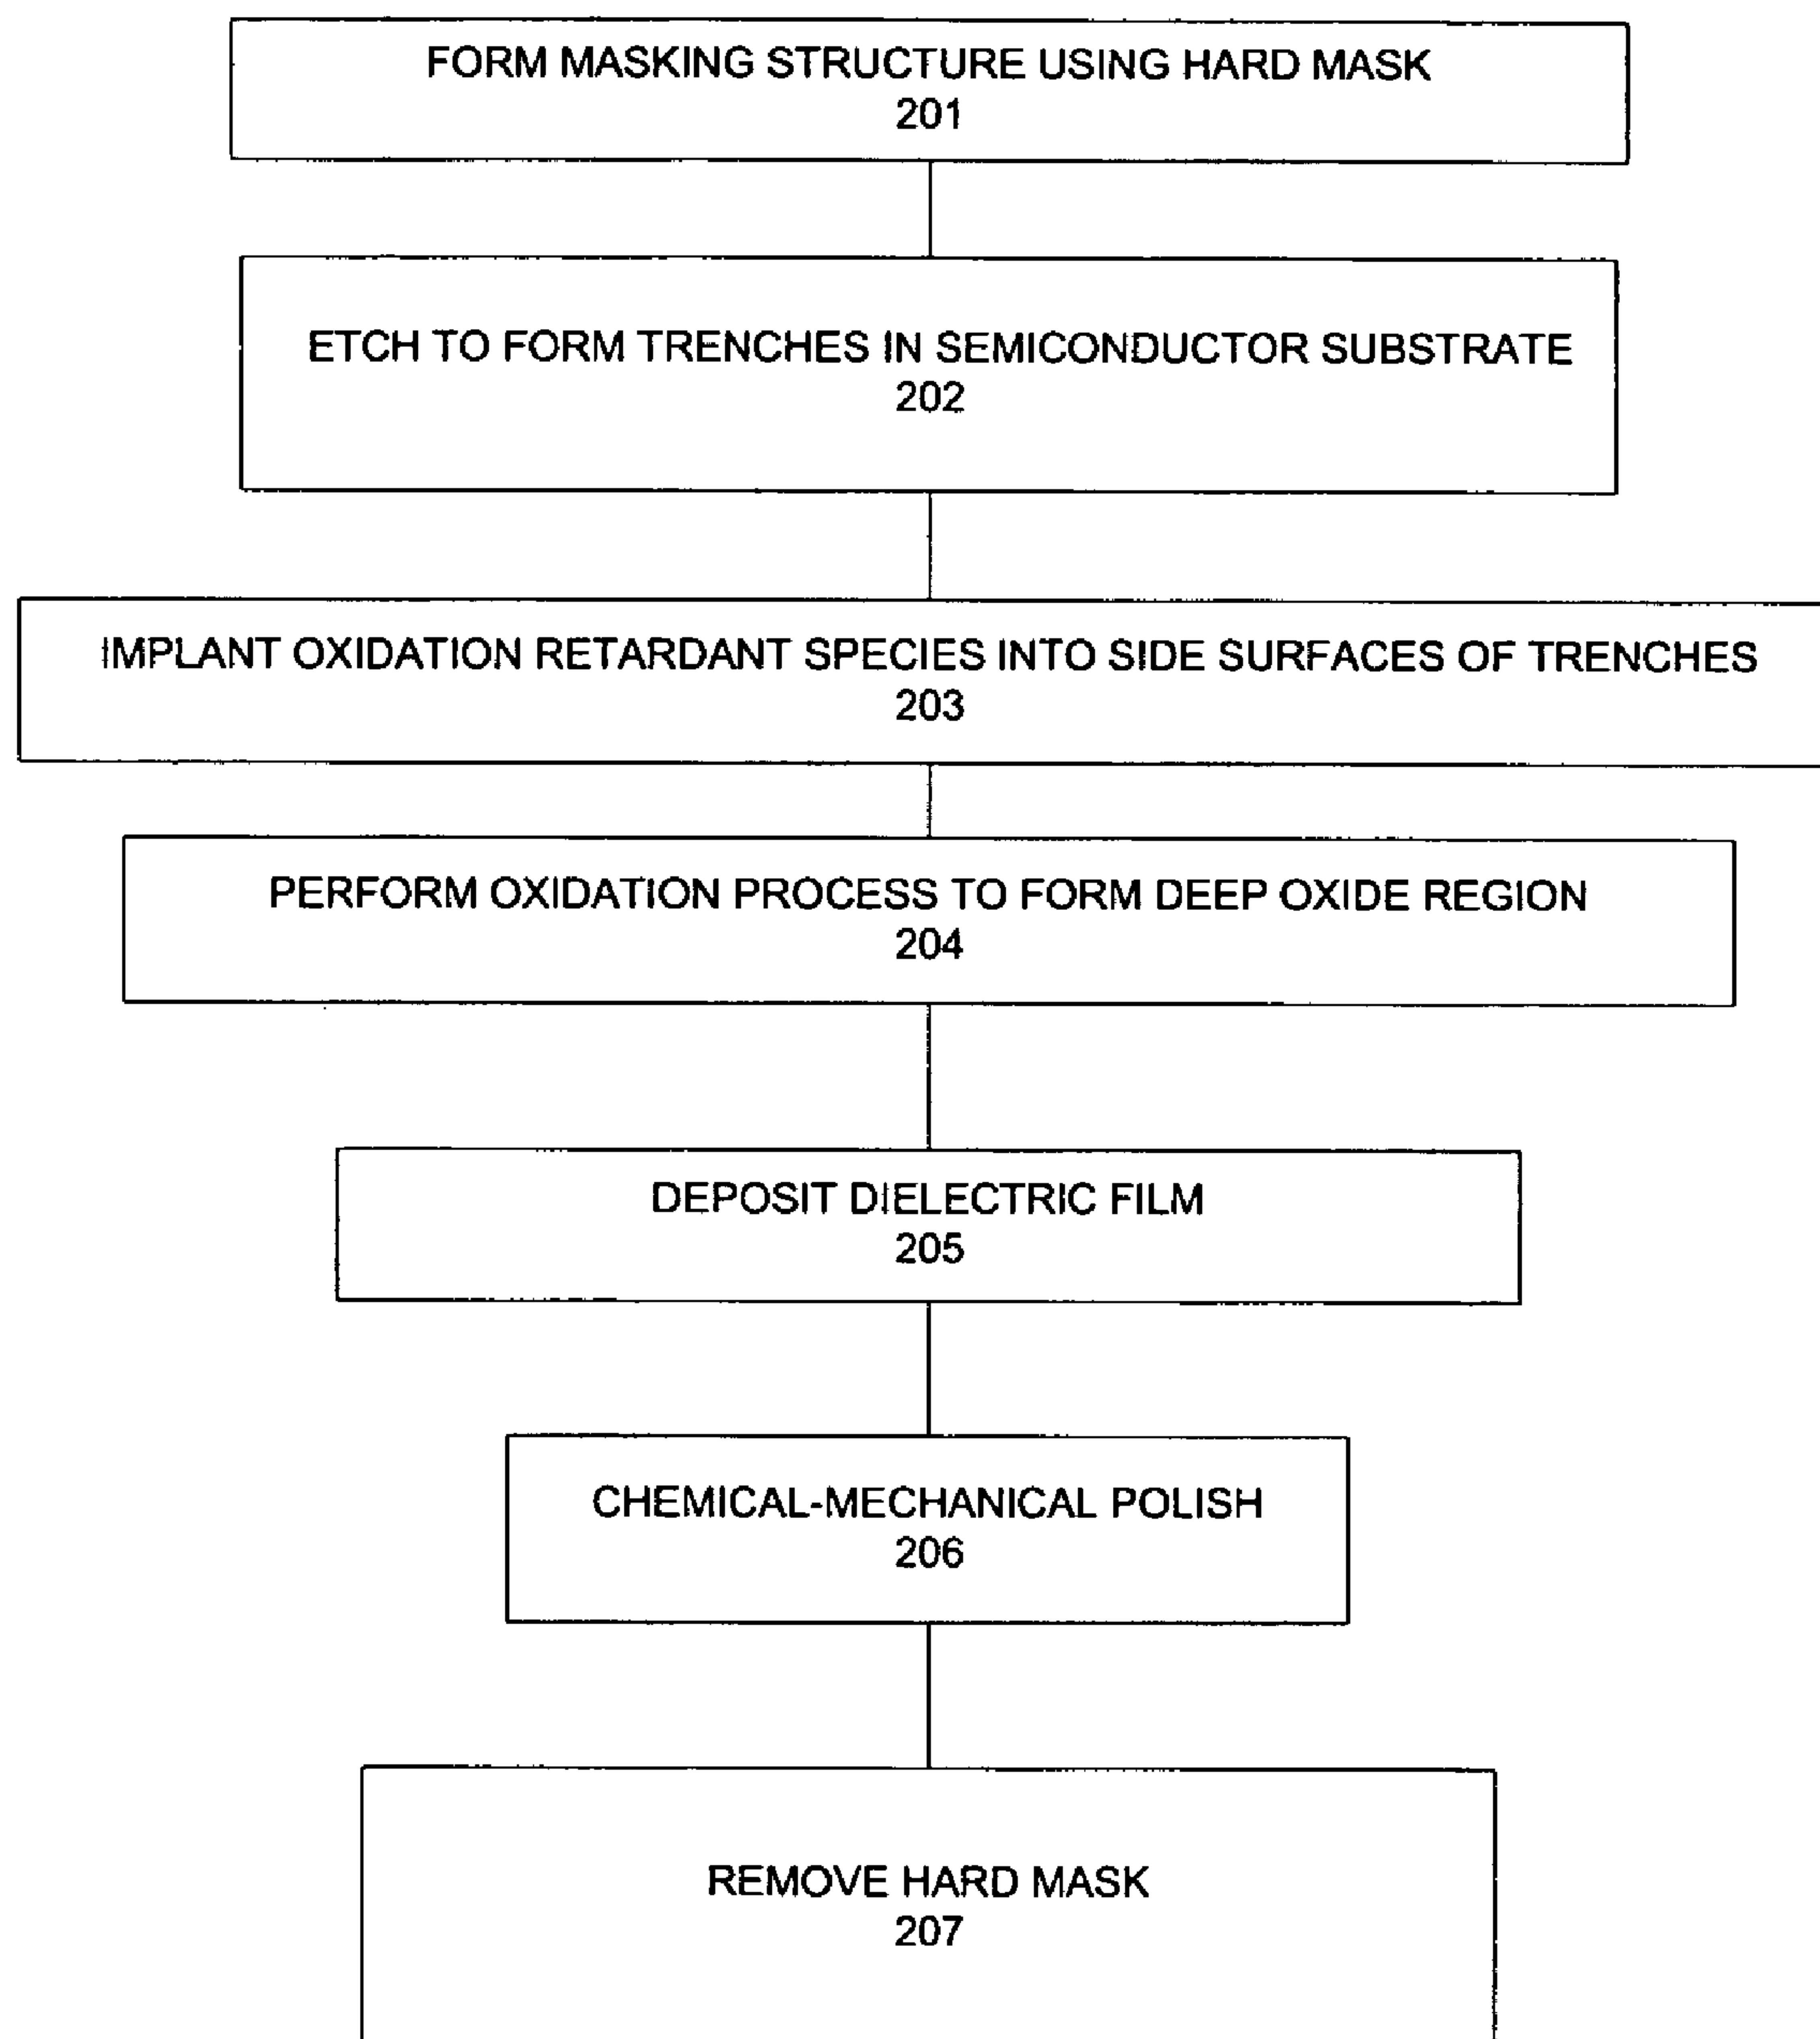 FORM MASKING STRUCTURE USING HARD MASK
201
ETCH TO FORM TRENCHES IN SEMICONDUCTOR SUBSTRATE
202
IMPLANT OXIDATION RETARDANT SPECIES INTO SIDE SURFACES OF TRENCHES
203
PERFORM OXIDATION PROCESS TO FORM DEEP OXIDE REGION
204
DEPOSIT DIELECTRIC FILM
205
CHEMICAL-MECHANICAL POLISH
206
REMOVE HARD MASK
207